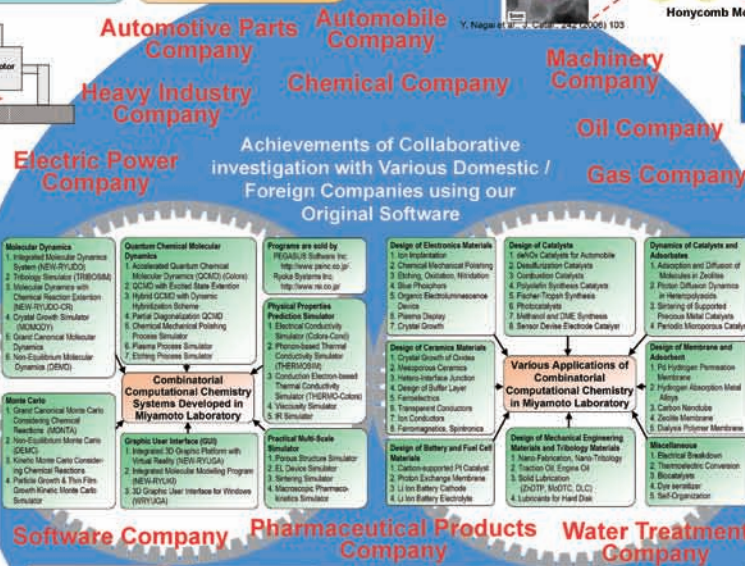 Y. Nagai et al., J. Catal., 242 (2006) 103
Honycomb Mo
otor
Automotive Parts
Company
Automobile
Company
Machinery
Company
Heavy Industry
Company
Chemical Company
Oil Company
Electric Power
Company
Gas Company
Achievements of Collaborative
investigation with Various Domestic /
Foreign Companies using our
Original Software
Molecular Dynamics
1. Integrated Molecular Dynamics
System (NEW-RYUDO)
2. Tribology Simulator (TRIBOSIM)
3. Molecular Dynamics with
Chemical Reaction Extention
(NEW-RYUDO-CR)
4. Crystal Growth Simulator
(MOMODY)
5. Grand Canonical Molecular
Dynamics
6. Non-Equilibrium Molecular
Dynamics (DEMO)
Quantum Chemical Molecular
Dynamics
1. Accelerated Quantum Chemical
Molecular Dynamics (QCMD) (Colors)
2. QCMD with Excited State Extention
3. Hybrid QCMD with Dynamic
Hybridization Scheme
4. Partial Diagonalization QCMD
5. Chemical Mechanical Polishing
Process Simulator
6. Plasma Process Simulator
7. Etching Process Simulator
Programs are sold by
PEGASUS Software Inc.
http://www.psinc.co.jp/
Ryoka Systems Inc.
http://www.rsi.co.jp/
Physical Properties
Prediction Simulator
1. Electrical Conductivity
Simulator (Colors-Cond)
2. Phonon-based Thermal
Conductivity Simulator
(THERMOSIM)
3. Conduction Electron-based
Thermal Conductivity
Simulator (THERMO-Colors)
4. Viscosity Simulator
5. IR Simulator
Combinatorial
Computational Chemistry
Systems Developed in
Miyamoto Laboratory
Monte Carlo
1. Grand Canonical Monte Carlo
Considering Chemical
Reactions (MONTA)
2. Non-Equilibrium Monte Carlo
(DEMC)
3. Kinetic Monte Carlo Consider-
ing Chemical Reactions
4. Particle Growth & Thin Film
Growth Kinetic Monte Carlo
Simulator
Graphic User Interface (GUI)
1. Integrated 3D Graphic Platform with
Virtual Reality (NEW-RYUGA)
2. Integrated Molecular Modelling Program
(NEW-RYUKI)
3. 3D Graphic User Interface for Windows
(WRYUGA)
Practical Multi-Scale
Simulator
1. Porous Structure Simulator
2. EL Device Simulator
3. Sintering Simulator
4. Macroscopic Pharmaco-
kinetics Simulator
Design of Electronics Materials
1. Ion Implantation
2. Chemical Mechanical Polishing
3. Etching, Oxidation, Nitridation
4. Blue Phosphors
5. Organic Electroluminescence
Device
6. Plasma Display
7. Crystal Growth
Design of Catalysts
1. deNOx Catalysts for Automobile
2. Desulfurization Catalysts
3. Combustion Catalysts
4. Polyolefin Synthesis Catalysts
5. Fischer-Tropsh Synthesis
6. Photocatalysts
7. Methanol and DME Synthesis
8. Sensor Devise Electrode Catalyst
Dynamics of Catalysts and
Adsorbates
1. Adsorption and Diffusion of
Molecules in Zeolite
2. Proton Diffusion Dynamics
in Heteropolyoxids
3. Sintering of Supported
Precious Metal Catalysts
4. Periodic Microporous Catalyst
Design of Ceramics Materials
1. Crystal Growth of Oxides
2. Mesoporous Ceramics
3. Hetero-Interface Junction
4. Design of Buffer Layer
5. Ferroelectrics
6. Transparent Conductors
7. Ion Conductors
8. Ferromagnetics, Spintronics
Various Applications of
Combinatorial
Computational Chemistry
in Miyamoto Laboratory
Design of Membrane and
Adsorbent
1. Pd Hydrogen Permeation
Membrane
2. Hydrogen Absorption Metal
Alloys
3. Carbon Nanotube
4. Zeolite Membrane
5. Dialysis Polymer Membrane
Design of Battery and Fuel Cell
Materials
1. Carbon-supported Pt Catalyst
2. Proton Exchange Membrane
3. Li Ion Battery Cathode
4. Li Ion Battery Electrolyte
Design of Mechanical Engineering
Materials and Tribology Materials
1. Nano-Fabrication, Nano-Tribology
2. Traction Oil, Engine Oil
3. Solid Lubrication
(ZnDTP, MoDTC, DLC)
4. Lubricants for Hard Disk
Miscellaneous
1. Electrical Breakdown
2. Thermoelectric Conversion
3. Biocatalysts
4. Dye sensitizer
5. Self-Organization
Software Company
Pharmaceutical Products
Company
Water Treatment
Company